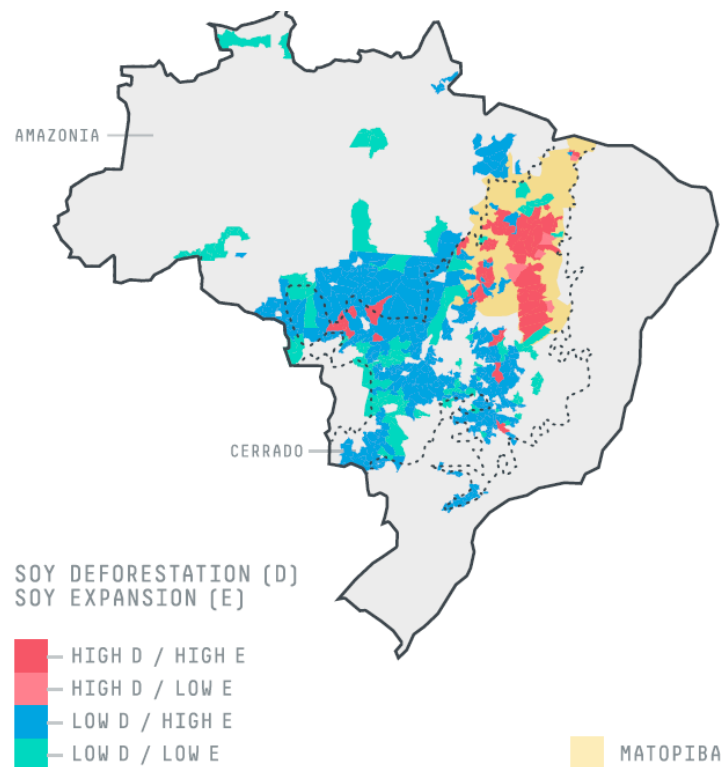 AMAZONIA
CERRADO
SOY DEFORESTATION (D)
SOY EXPANSION (E)
HIGH D / HIGH E
HIGH D / LOW E
LOW D / HIGH E
LOW D / LOW E
MATOPIBA